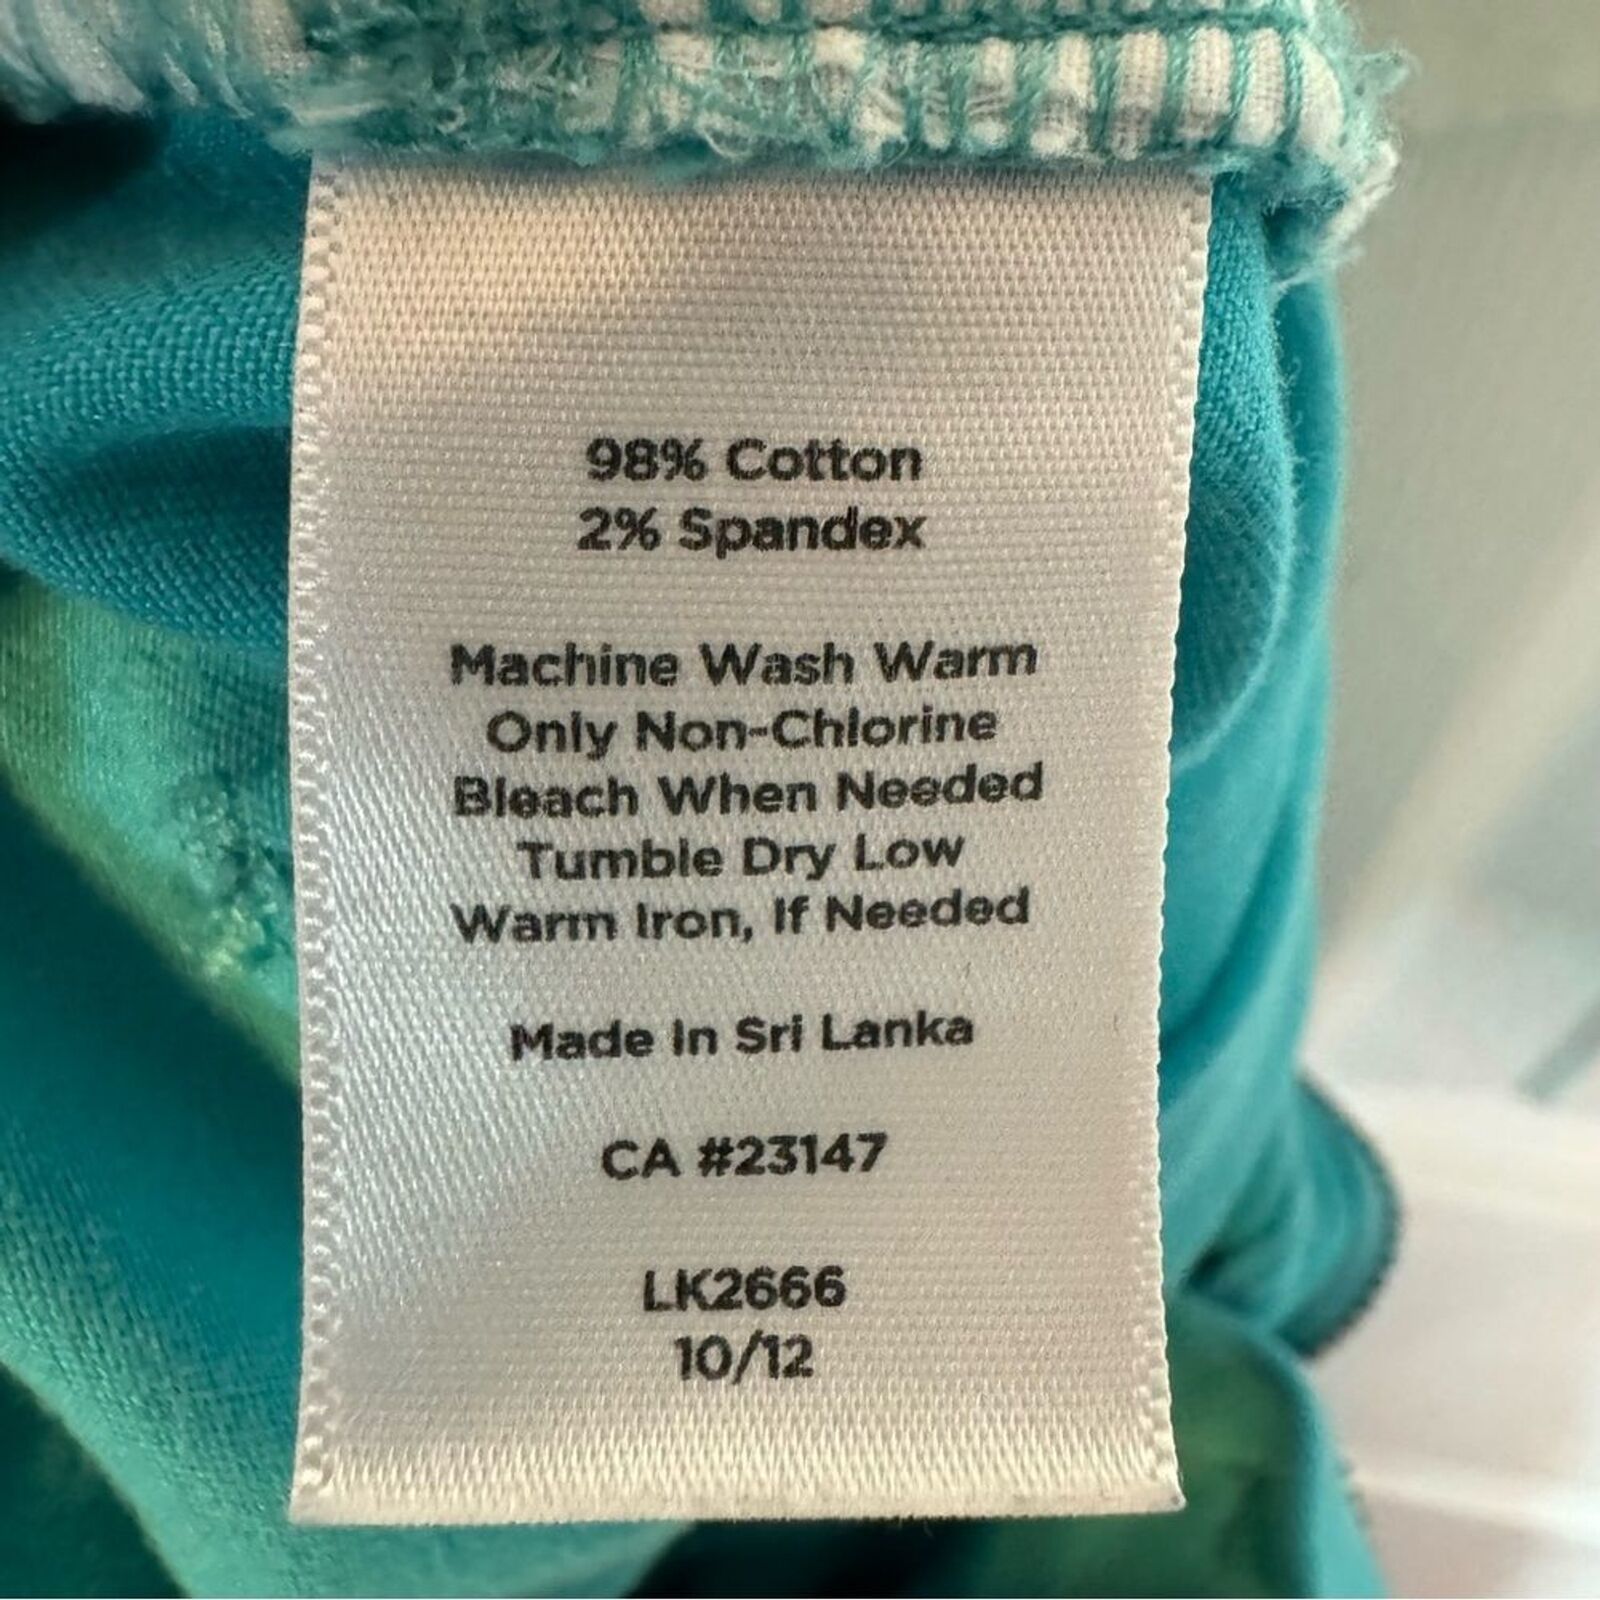 98% Cotton
2% Spandex
Machine Wash Warm
Only Non-Chlorine
Bleach When Needed
Tumble Dry Low
Warm Iron, If Needed
Made In Sri Lanka
CA #23147
LK2666
10/12